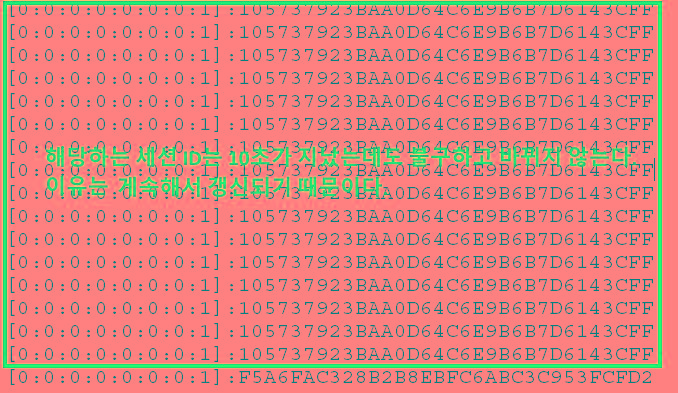 [0:0:0:0:0:0:0:1]:105737923BAA0D64C6E9B6B7D6143CFF
[0:0:0:0:0:0:0:1]:105737923BAA0D64C6E9B6B7D6143CFF
[0:0:0:0:0:0:0:1]:105737923BAA0D64C6E9B6B7D6143CFF
[0:0:0:0:0:0:0:1]:105737923BAA0D64C6E9B6B7D6143CFF
[0:0:0:0:0:0:0:1]:105737923BAA0D64C6E9B6B7D6143CFF
[0:0:0:0:0:0:0:1]:105737923BAA0D64C6E9B6B7D6143CFF
[0:0:0:0:0:0:0:1]:105737923BAA0D64C6E9B6B7D6143CFF
해당하는 세션 ID는 10초가 지났는데도 불구하고 바뀌지 않는다.
[0:0:0:0:0:0:0:1]:105737923BAA0D64C6E9B6B7D6143CFF
이유는 계속해서 갱신되기 때문이다.
[0:0:0:0:0:0:0:1]:105737923BAA0D64C6E9B6B7D6143CFF
[0:0:0:0:0:0:0:1]:105737923BAA0D64C6E9B6B7D6143CFF
[0:0:0:0:0:0:0:1]:105737923BAA0D64C6E9B6B7D6143CFF
[0:0:0:0:0:0:0:1]:105737923BAA0D64C6E9B6B7D6143CFF
[0:0:0:0:0:0:0:1]:105737923BAA0D64C6E9B6B7D6143CFF
[0:0:0:0:0:0:0:1]:105737923BAA0D64C6E9B6B7D6143CFF
[0:0:0:0:0:0:0:1]:105737923BAA0D64C6E9B6B7D6143CFF
[0:0:0:0:0:0:0:1]:105737923BAA0D64C6E9B6B7D6143CFF
[0:0:0:0:0:0:0:1]:F5A6FAC328B2B8EBFC6ABC3C953FCFD2